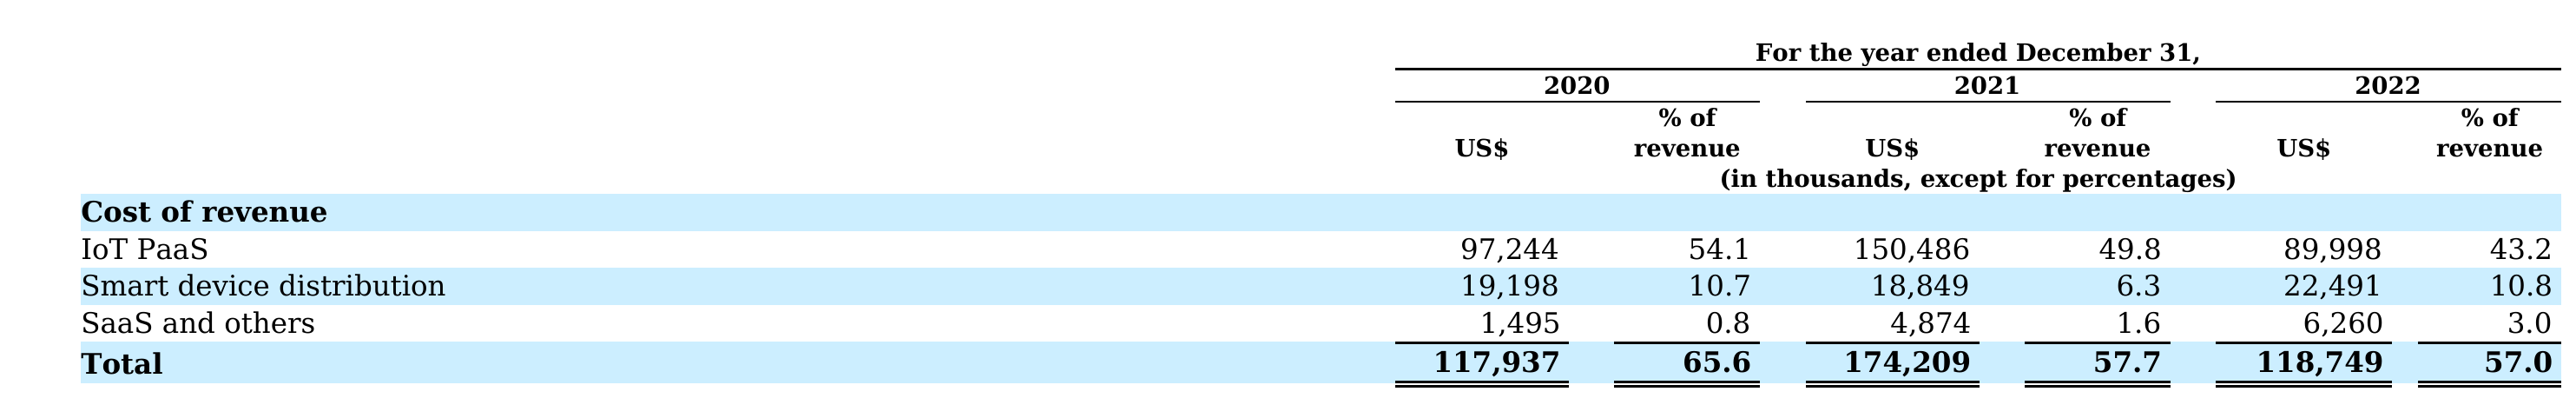 For the year ended December 31,
2020 2021 2022
% of % of % of
US$ revenue US$ revenue US$ revenue
(in thousands, except for percentages)
Cost of revenue
IoT PaaS 97,244 54.1 150,486 49.8 89,998 43.2
Smart device distribution 19,198 10.7 18,849 6.3 22,491 10.8
SaaS and others 1,495 0.8 4,874 1.6 6,260 3.0
Total 117,937 65.6 174,209 57.7 118,749 57.0